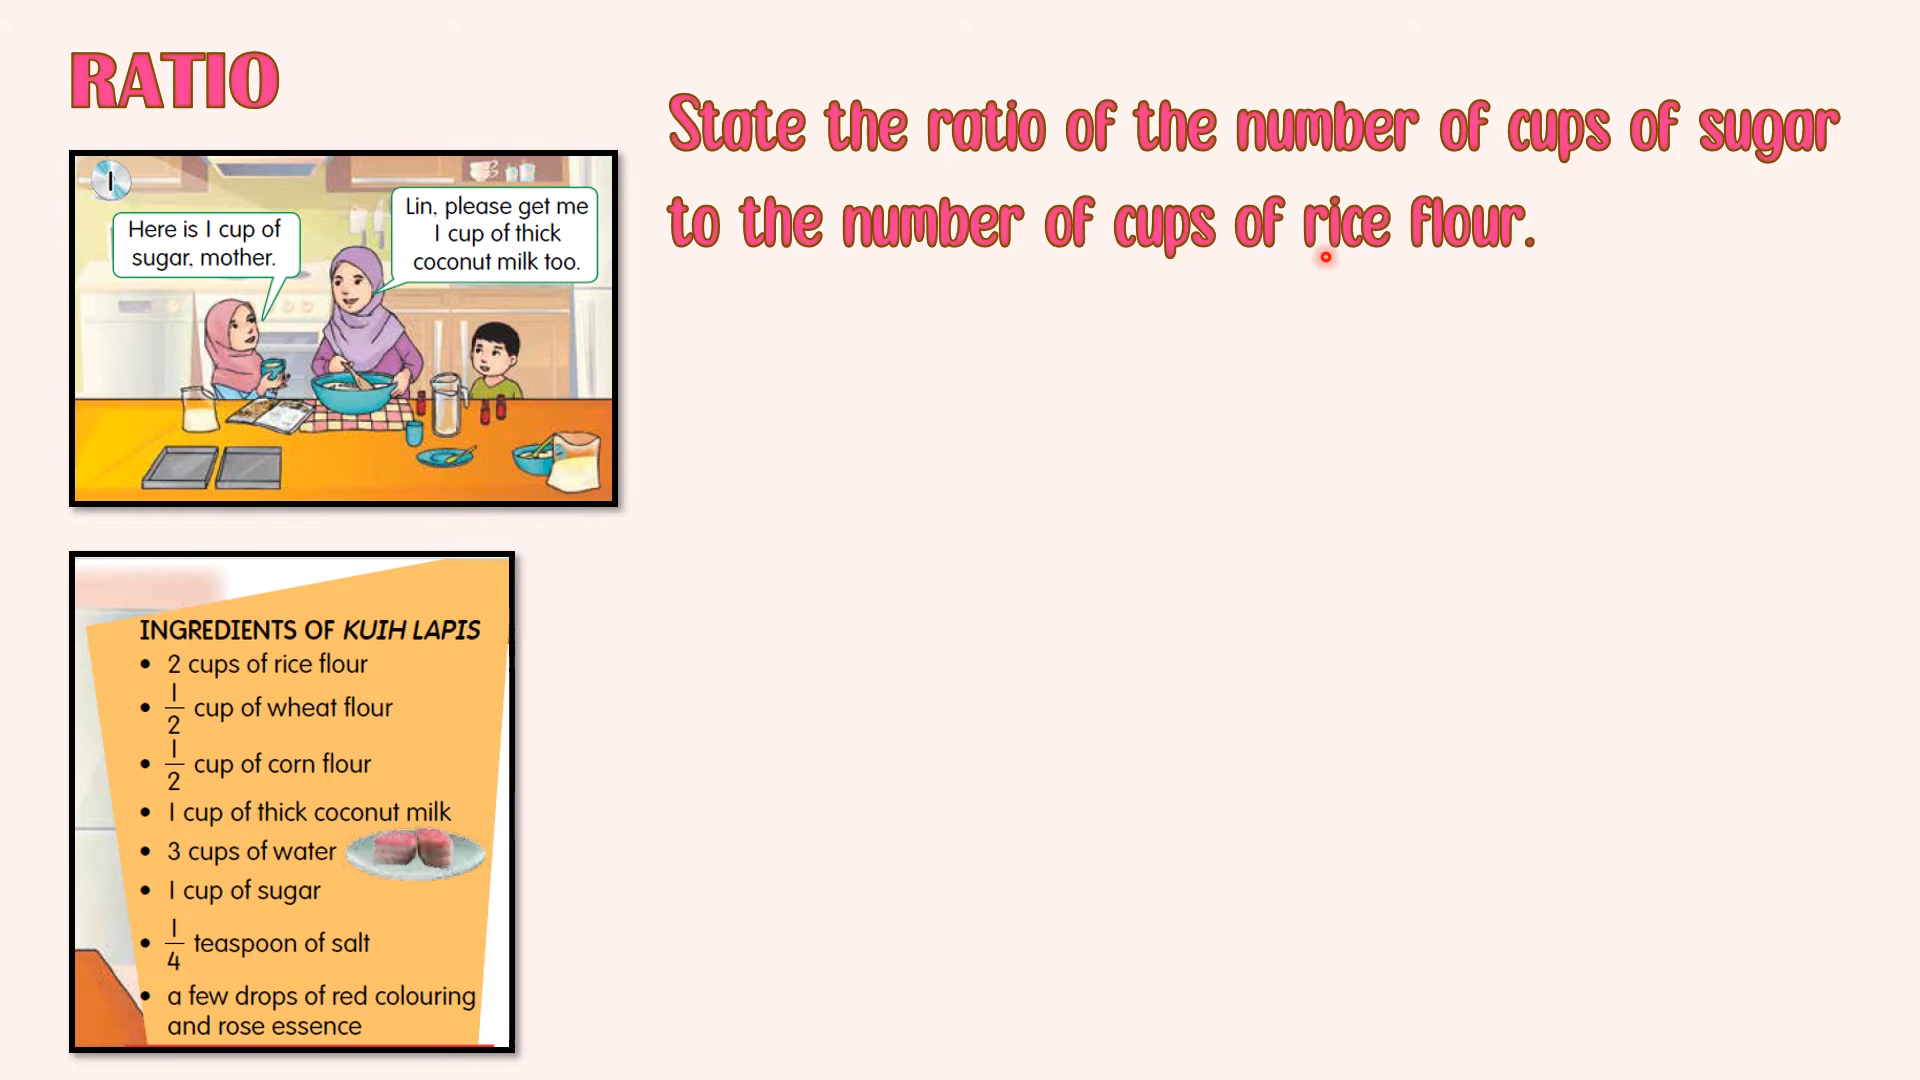 RATIO
State the ratio of the number of cups of sugar
to the number of cups of rice flour.
1
Here is 1 cup of
sugar, mother.
Lin, please get me
1 cup of thick
coconut milk too.
INGREDIENTS OF KUIH LAPIS
• 2 cups of rice flour
• 1/2 cup of wheat flour
• 1/2 cup of corn flour
• 1 cup of thick coconut milk
• 3 cups of water
• 1 cup of sugar
• 1/4 teaspoon of salt
• a few drops of red colouring
and rose essence